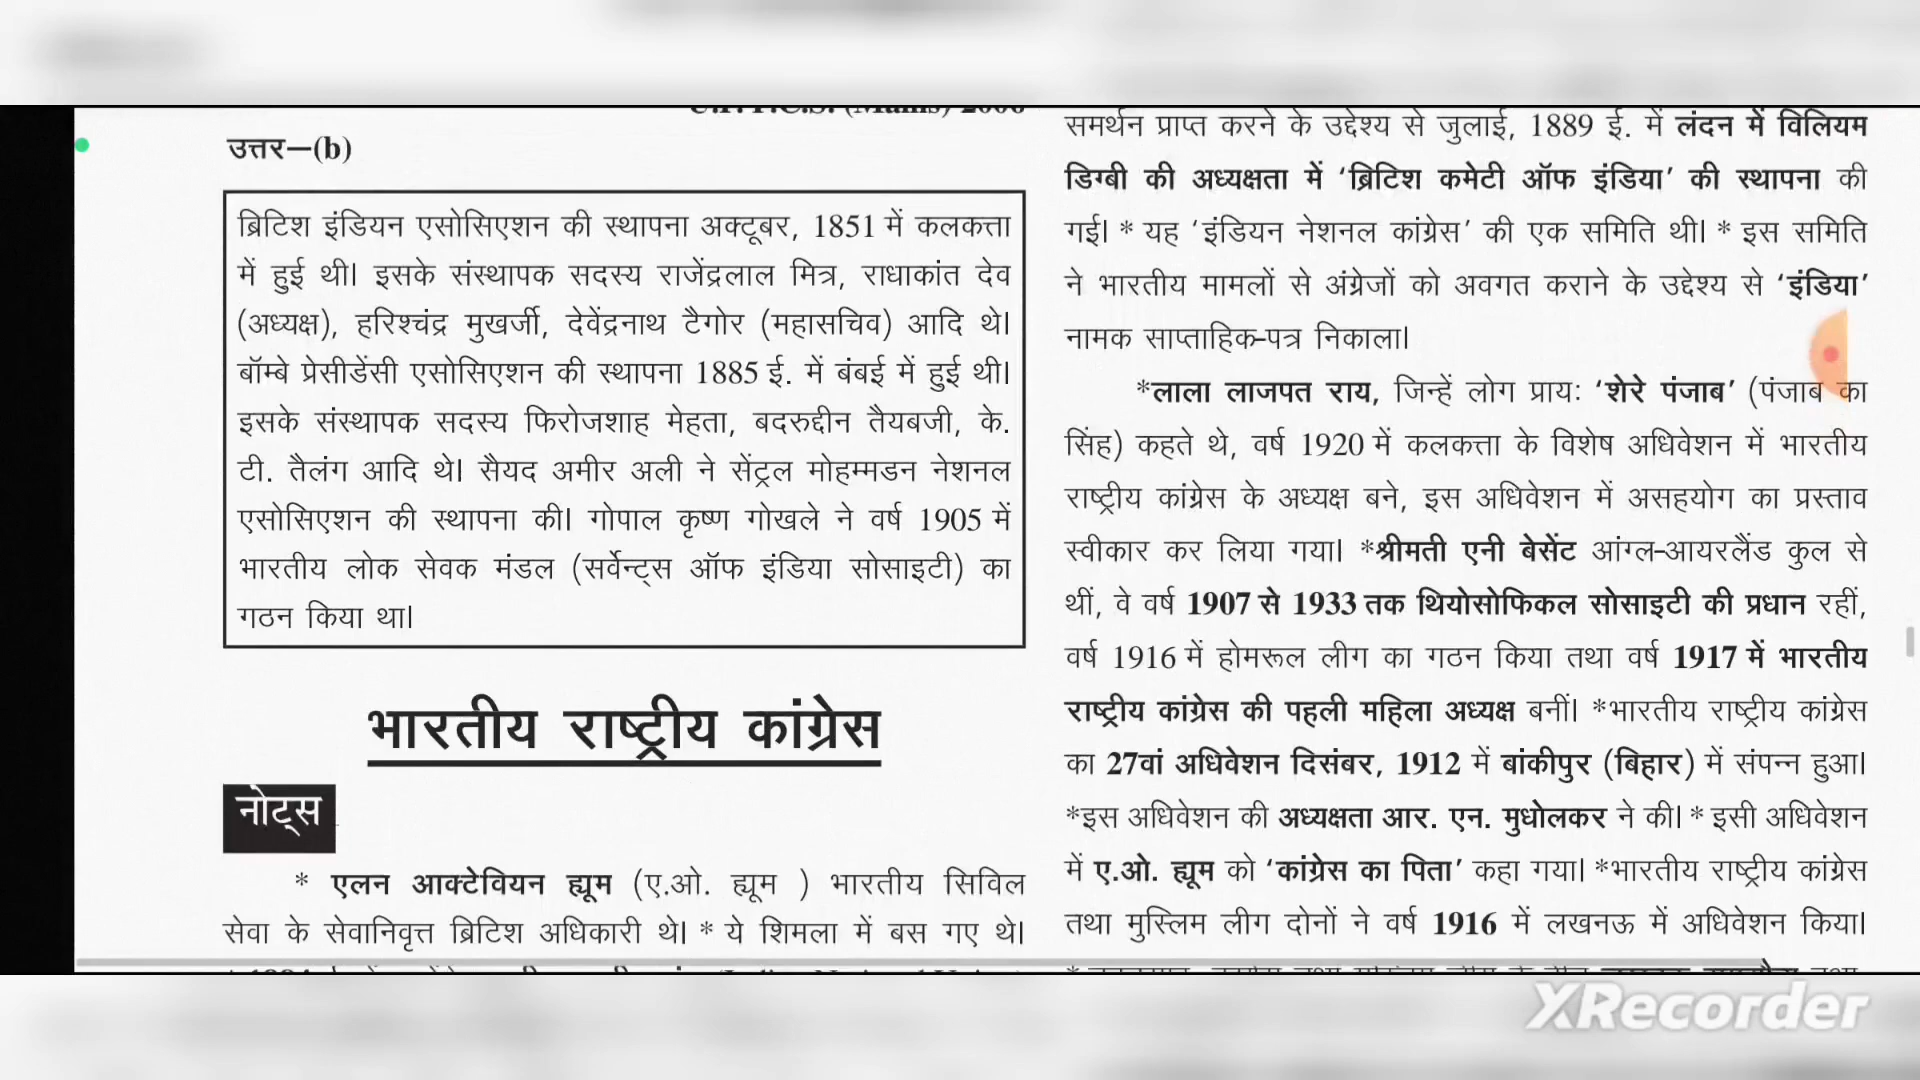 उत्तर—(b)
ब्रिटिश इंडियन एसोसिएशन की स्थापना अक्टूबर, 1851 में कलकत्ता
में हुई थी। इसके संस्थापक सदस्य राजेंद्रलाल मित्र, राधाकांत देव
(अध्यक्ष), हरिश्चंद्र मुखर्जी, देवेंद्रनाथ टैगोर (महासचिव) आदि थे।
बॉम्बे प्रेसीडेंसी एसोसिएशन की स्थापना 1885 ई. में बंबई में हुई थी।
इसके संस्थापक सदस्य फिरोजशाह मेहता, बदरुद्दीन तैयबजी, के.
टी. तैलंग आदि थे। सैयद अमीर अली ने सेंट्रल मोहम्मडन नेशनल
एसोसिएशन की स्थापना की। गोपाल कृष्ण गोखले ने वर्ष 1905 में
भारतीय लोक सेवक मंडल (सर्वेन्ट्स ऑफ इंडिया सोसाइटी) का
गठन किया था।
भारतीय राष्ट्रीय कांग्रेस
नोट्स
* एलन आक्टेवियन ह्यूम (ए.ओ. ह्यूम ) भारतीय सिविल
सेवा के सेवानिवृत्त ब्रिटिश अधिकारी थे। * ये शिमला में बस गए थे।
समर्थन प्राप्त करने के उद्देश्य से जुलाई, 1889 ई. में लंदन में विलियम
डिग्बी की अध्यक्षता में ‘ब्रिटिश कमेटी ऑफ इंडिया’ की स्थापना की
गई। * यह ‘इंडियन नेशनल कांग्रेस’ की एक समिति थी। * इस समिति
ने भारतीय मामलों से अंग्रेजों को अवगत कराने के उद्देश्य से ‘इंडिया’
नामक साप्ताहिक-पत्र निकाला।
*लाला लाजपत राय, जिन्हें लोग प्रायः ‘शेरे पंजाब’ (पंजाब का
सिंह) कहते थे, वर्ष 1920 में कलकत्ता के विशेष अधिवेशन में भारतीय
राष्ट्रीय कांग्रेस के अध्यक्ष बने, इस अधिवेशन में असहयोग का प्रस्ताव
स्वीकार कर लिया गया। *श्रीमती एनी बेसेंट आंग्ल-आयरलैंड कुल से
थीं, वे वर्ष 1907 से 1933 तक थियोसोफिकल सोसाइटी की प्रधान रहीं,
वर्ष 1916 में होमरूल लीग का गठन किया तथा वर्ष 1917 में भारतीय
राष्ट्रीय कांग्रेस की पहली महिला अध्यक्ष बनीं। *भारतीय राष्ट्रीय कांग्रेस
का 27वां अधिवेशन दिसंबर, 1912 में बांकीपुर (बिहार) में संपन्न हुआ।
*इस अधिवेशन की अध्यक्षता आर. एन. मुधोलकर ने की। * इसी अधिवेशन
में ए.ओ. ह्यूम को ‘कांग्रेस का पिता’ कहा गया। *भारतीय राष्ट्रीय कांग्रेस
तथा मुस्लिम लीग दोनों ने वर्ष 1916 में लखनऊ में अधिवेशन किया।
XRecorder